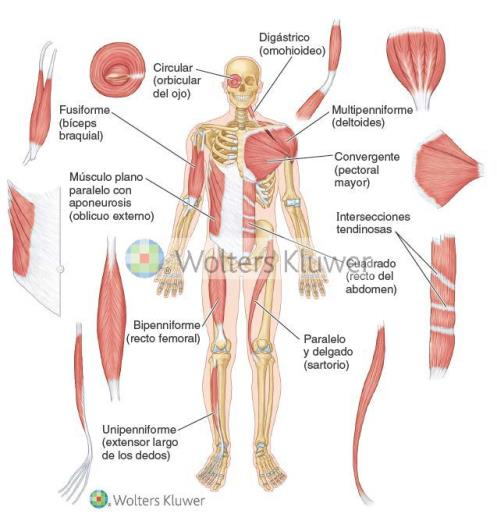 Digástrico
(omohioideo)
Circular
(orbicular
del ojo)
Fusiforme
(bíceps
braquial)
Multipenniforme
(deltoides)
Convergente
(pectoral
mayor)
Músculo plano
paralelo con
aponeurosis
(oblicuo externo)
Intersecciones
tendinosas
Wolters Kluwer
Cuadrado
(recto del
abdomen)
Bipenniforme
(recto femoral)
Paralelo
y delgado
(sartorio)
Unipenniforme
(extensor largo
de los dedos)
Wolters Kluwer